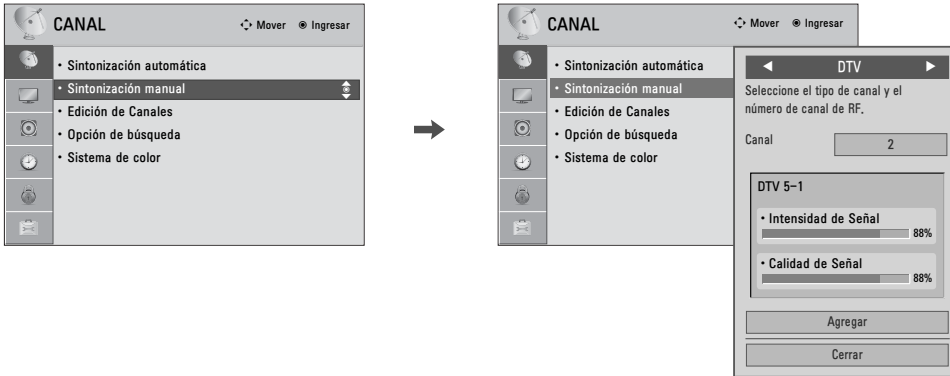 CANAL
Mover
Ingresar
• Sintonización automática
• Sintonización manual
• Edición de Canales
• Opción de búsqueda
• Sistema de color
CANAL
Mover
Ingresar
• Sintonización automática
• Sintonización manual
• Edición de Canales
• Opción de búsqueda
• Sistema de color
◀ DTV ▶
Seleccione el tipo de canal y el
número de canal de RF.
Canal 2
DTV 5-1
• Intensidad de Señal
88%
• Calidad de Señal
88%
Agregar
Cerrar